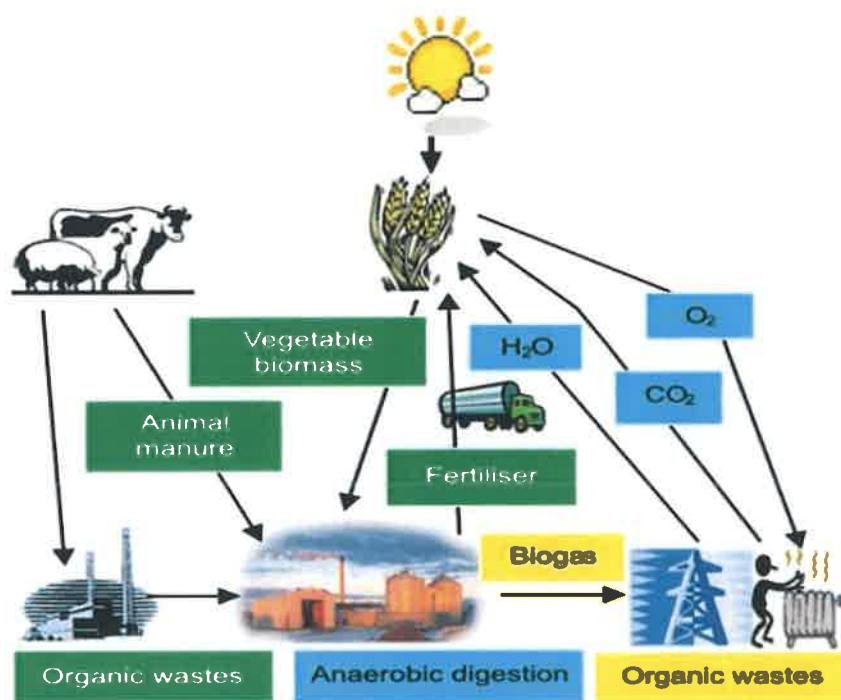 Vegetable
biomass
H₂O
O₂
CO₂
Animal
manure
Fertiliser
Biogas
Organic wastes
Anaerobic digestion
Organic wastes